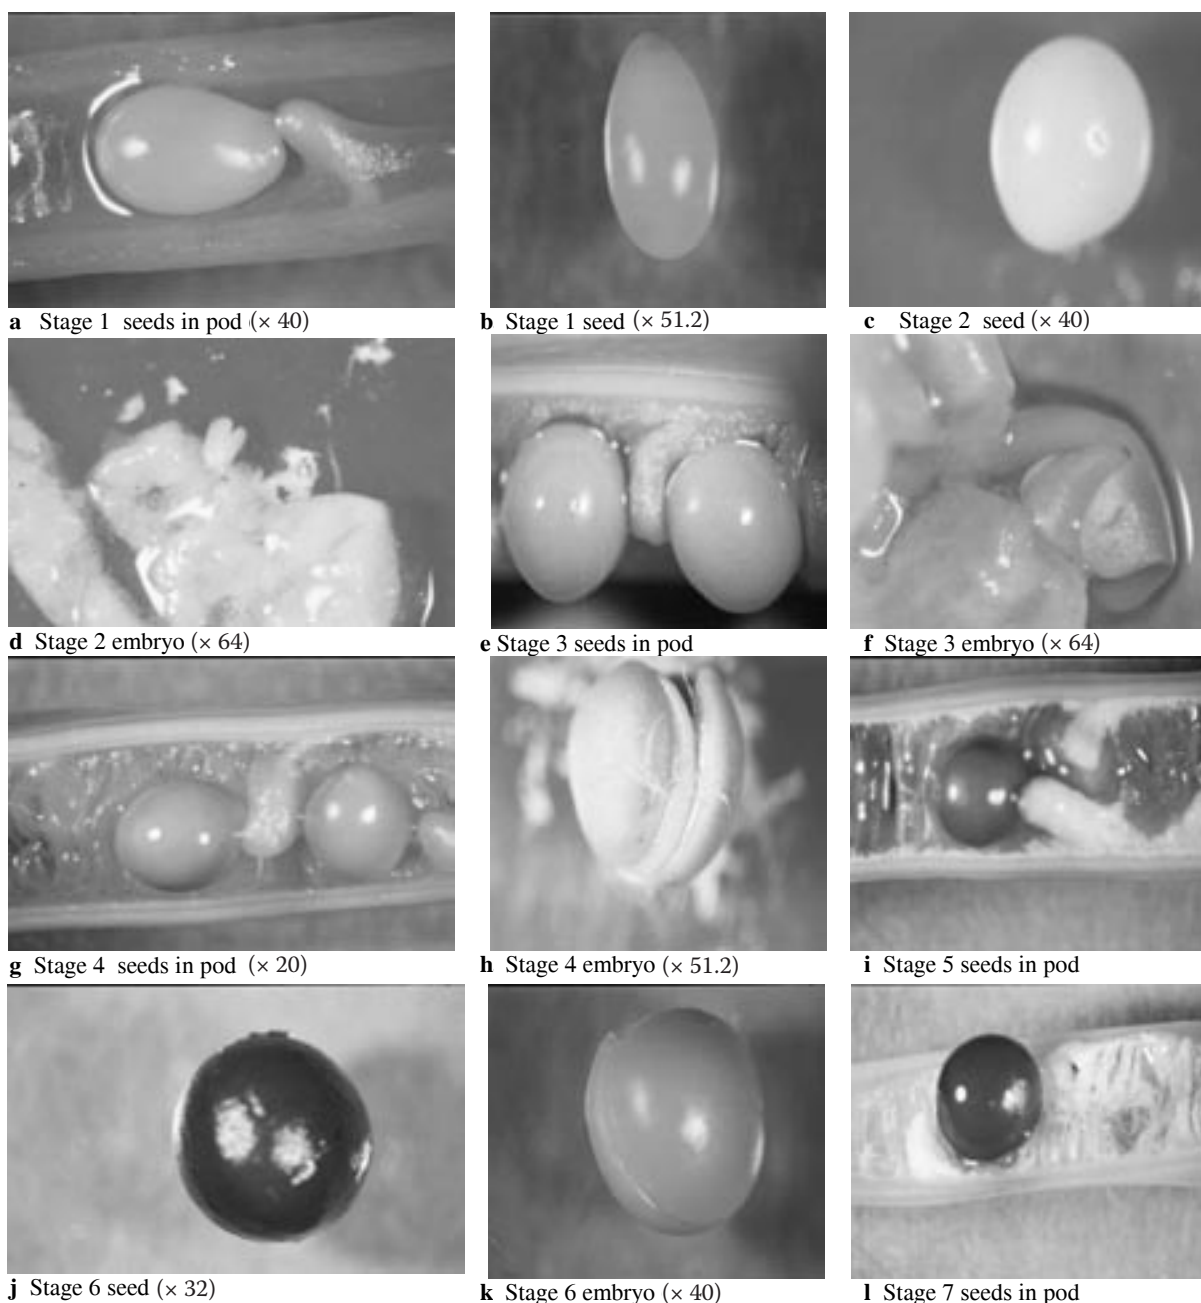 a Stage 1 seeds in pod (× 40)
b Stage 1 seed (× 51.2)
c Stage 2 seed (× 40)
d Stage 2 embryo (× 64)
e Stage 3 seeds in pod
f Stage 3 embryo (× 64)
g Stage 4 seeds in pod (× 20)
h Stage 4 embryo (× 51.2)
i Stage 5 seeds in pod
j Stage 6 seed (× 32)
k Stage 6 embryo (× 40)
l Stage 7 seeds in pod